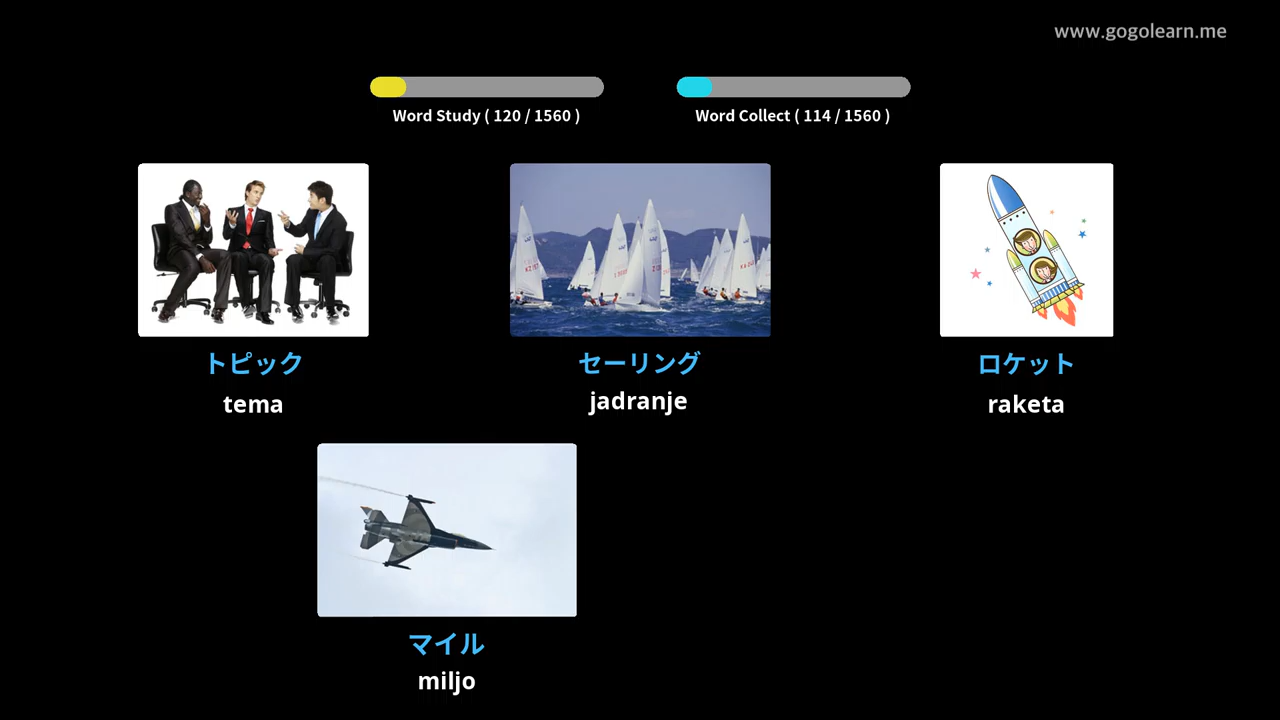 www.gogolearn.me
Word Study ( 120 / 1560 )
Word Collect ( 114 / 1560 )
トピック
tema
セーリング
jadranje
ロケット
raketa
マイル
miljo